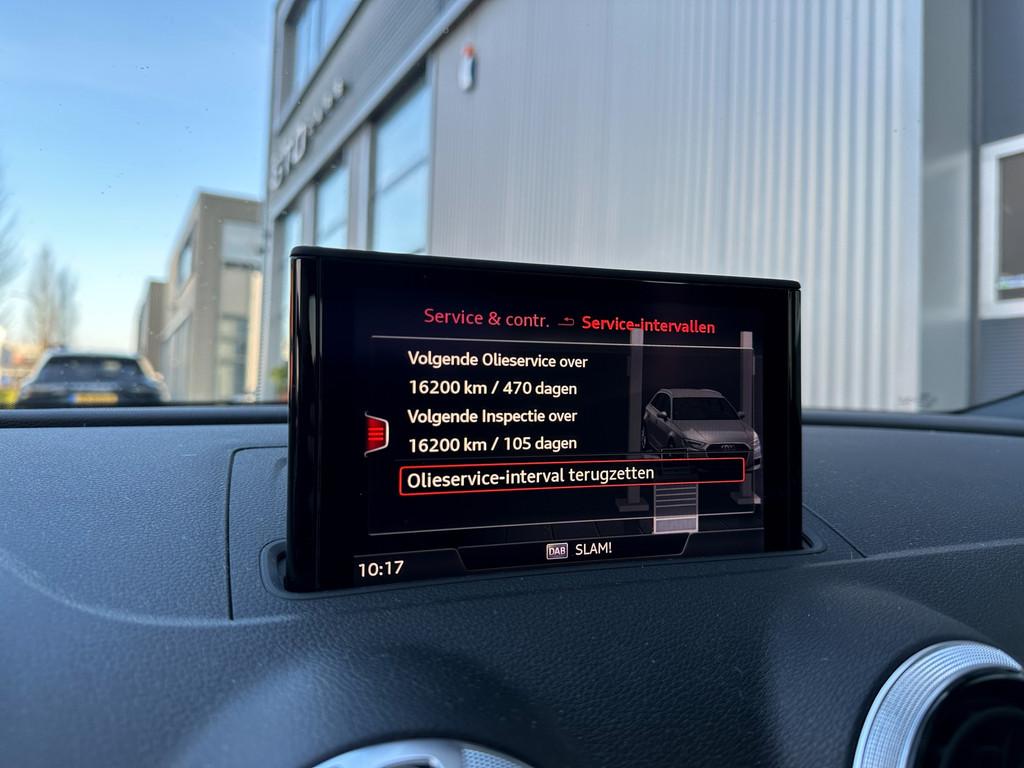 Service & contr. Service-intervallen
Volgende Olieservice over
16200 km / 470 dagen
Volgende Inspectie over
16200 km / 105 dagen
Olieservice-interval terugzetten
DAB SLAM!
10:17